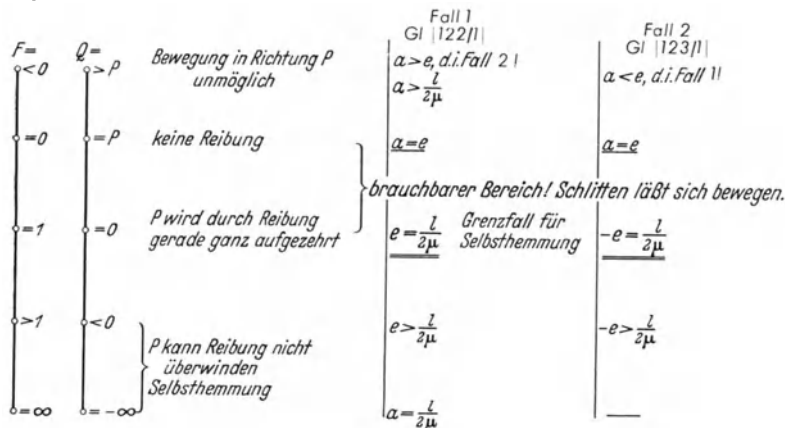 Fall 1
Gl |122/1|
Fall 2
Gl |123/1|
F= Q=
<0 >P Bewegung in Richtung P
unmöglich
a>e, d.i. Fall 2 !
a>l/2μ
a<e, d.i. Fall 1!
=0 =P keine Reibung a=e a=e
brauchbarer Bereich! Schlitten läßt sich bewegen.
=1 =0 P wird durch Reibung
gerade ganz aufgezehrt
e=l/2μ Grenzfall für
Selbsthemmung
-e=l/2μ
>1 <0 e>l/2μ -e>l/2μ
P kann Reibung nicht
überwinden
Selbsthemmung
=∞ =-∞ a=l/2μ —